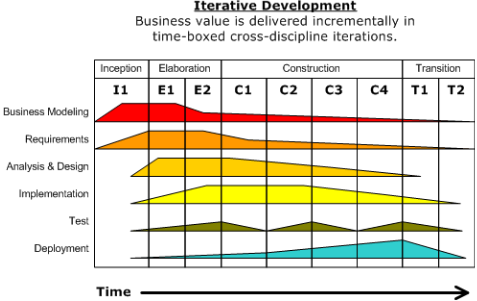 Iterative Development
Business value is delivered incrementally in
time-boxed cross-discipline iterations.
Inception Elaboration Construction Transition
I1 E1 E2 C1 C2 C3 C4 T1 T2
Business Modeling
Requirements
Analysis & Design
Implementation
Test
Deployment
Time